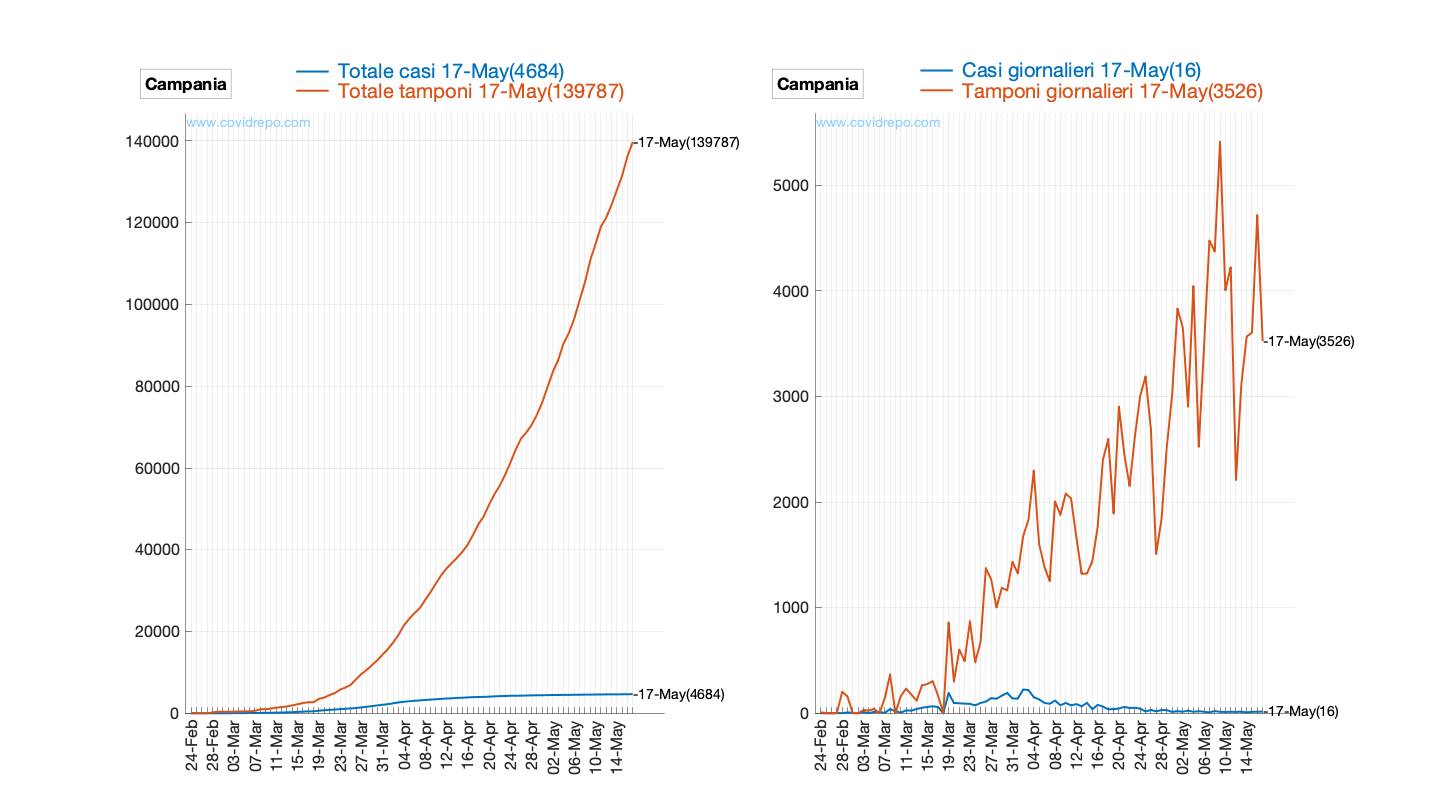 Campania
Totale casi 17-May(4684)
Totale tamponi 17-May(139787)
www.covidrepo.com
140000
120000
100000
80000
60000
40000
20000
0
-17-May(139787)
-17-May(4684)
24-Feb
28-Feb
03-Mar
07-Mar
11-Mar
15-Mar
19-Mar
23-Mar
27-Mar
31-Mar
04-Apr
08-Apr
12-Apr
16-Apr
20-Apr
24-Apr
28-Apr
02-May
06-May
10-May
14-May
Campania
Casi giornalieri 17-May(16)
Tamponi giornalieri 17-May(3526)
www.covidrepo.com
5000
4000
3000
2000
1000
0
-17-May(3526)
-17-May(16)
24-Feb
28-Feb
03-Mar
07-Mar
11-Mar
15-Mar
19-Mar
23-Mar
27-Mar
31-Mar
04-Apr
08-Apr
12-Apr
16-Apr
20-Apr
24-Apr
28-Apr
02-May
06-May
10-May
14-May